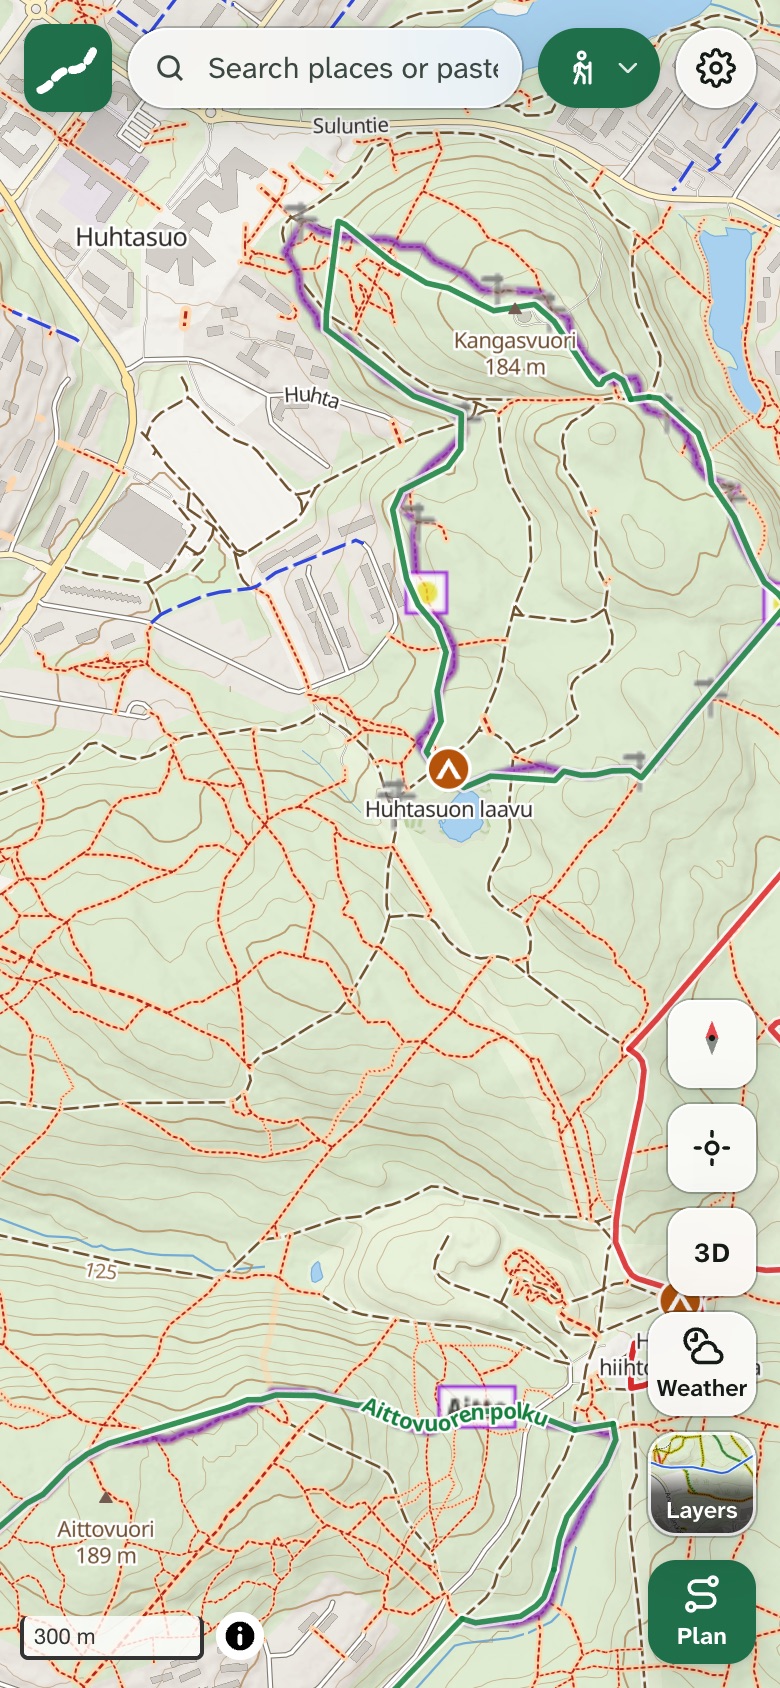 Search places or paste
Suluntie
Huhtasuo
Kangasvuori
184 m
Huhta
Huhtasuon laavu
125
3D
Weather
Aittovuoren polku
Layers
Aittovuori
189 m
300 m
Plan